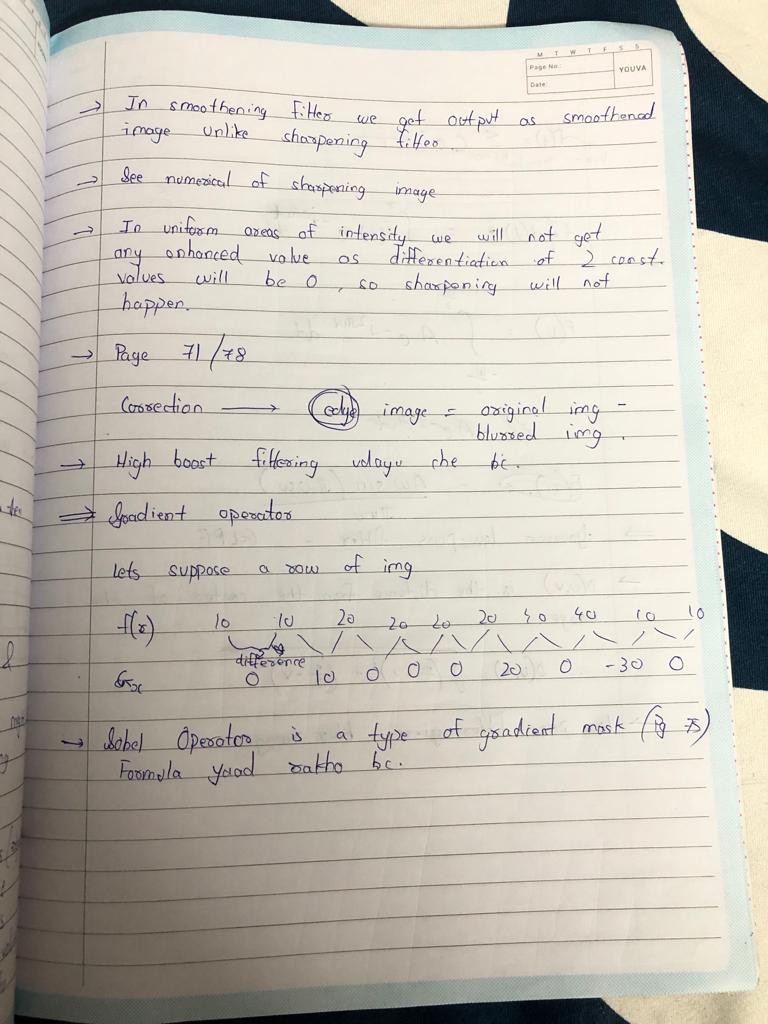 M T W T F S S
Page No.:
YOUVA
Date:
→ In smoothening filter we get output as smoothened
image unlike sharpening filter.
→ See numerical of sharpening image
→ In uniform areas of intensity we will not get
any enhanced value as differentiation of 2 const.
values will be 0, so sharpening will not
happen.
→ Page 71/78
Correction → edge image = original img -
blurred img.
→ High boost filtering vdayu che bc.
⇒ Gradient operator
Lets suppose a row of img
f(x) 10 10 20 20 20 20 40 40 10 10
difference
Gx 0 10 0 0 0 20 0 -30 0
→ Sobel Operator is a type of gradient mask (Pg 75)
Formula yaad rakho bc.